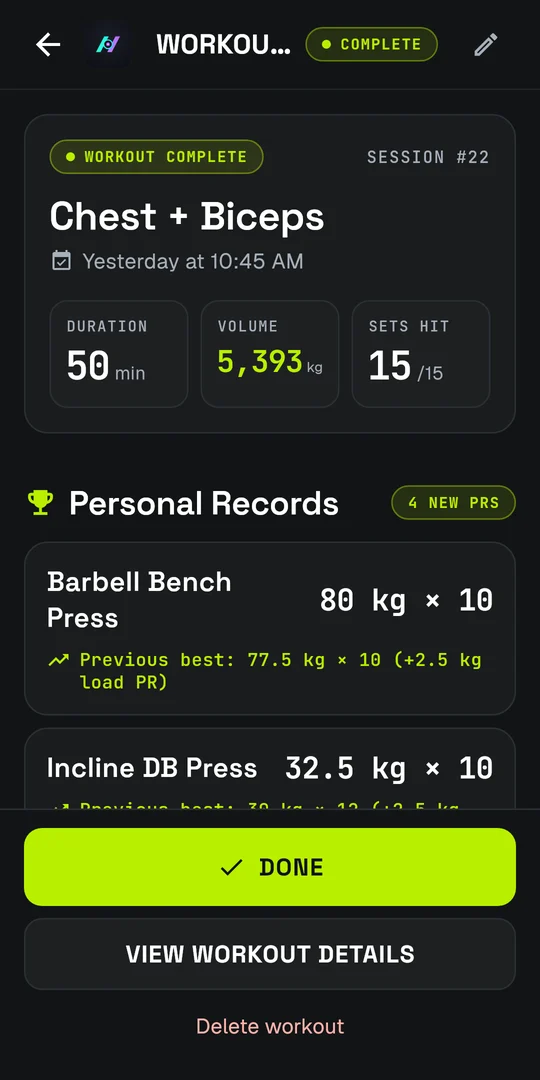 WORKOU... COMPLETE
WORKOUT COMPLETE SESSION #22
Chest + Biceps
Yesterday at 10:45 AM
DURATION VOLUME SETS HIT
50 min 5,393 kg 15 /15
Personal Records 4 NEW PRS
Barbell Bench
Press
80 kg × 10
Previous best: 77.5 kg × 10 (+2.5 kg
load PR)
Incline DB Press 32.5 kg × 10
DONE
VIEW WORKOUT DETAILS
Delete workout